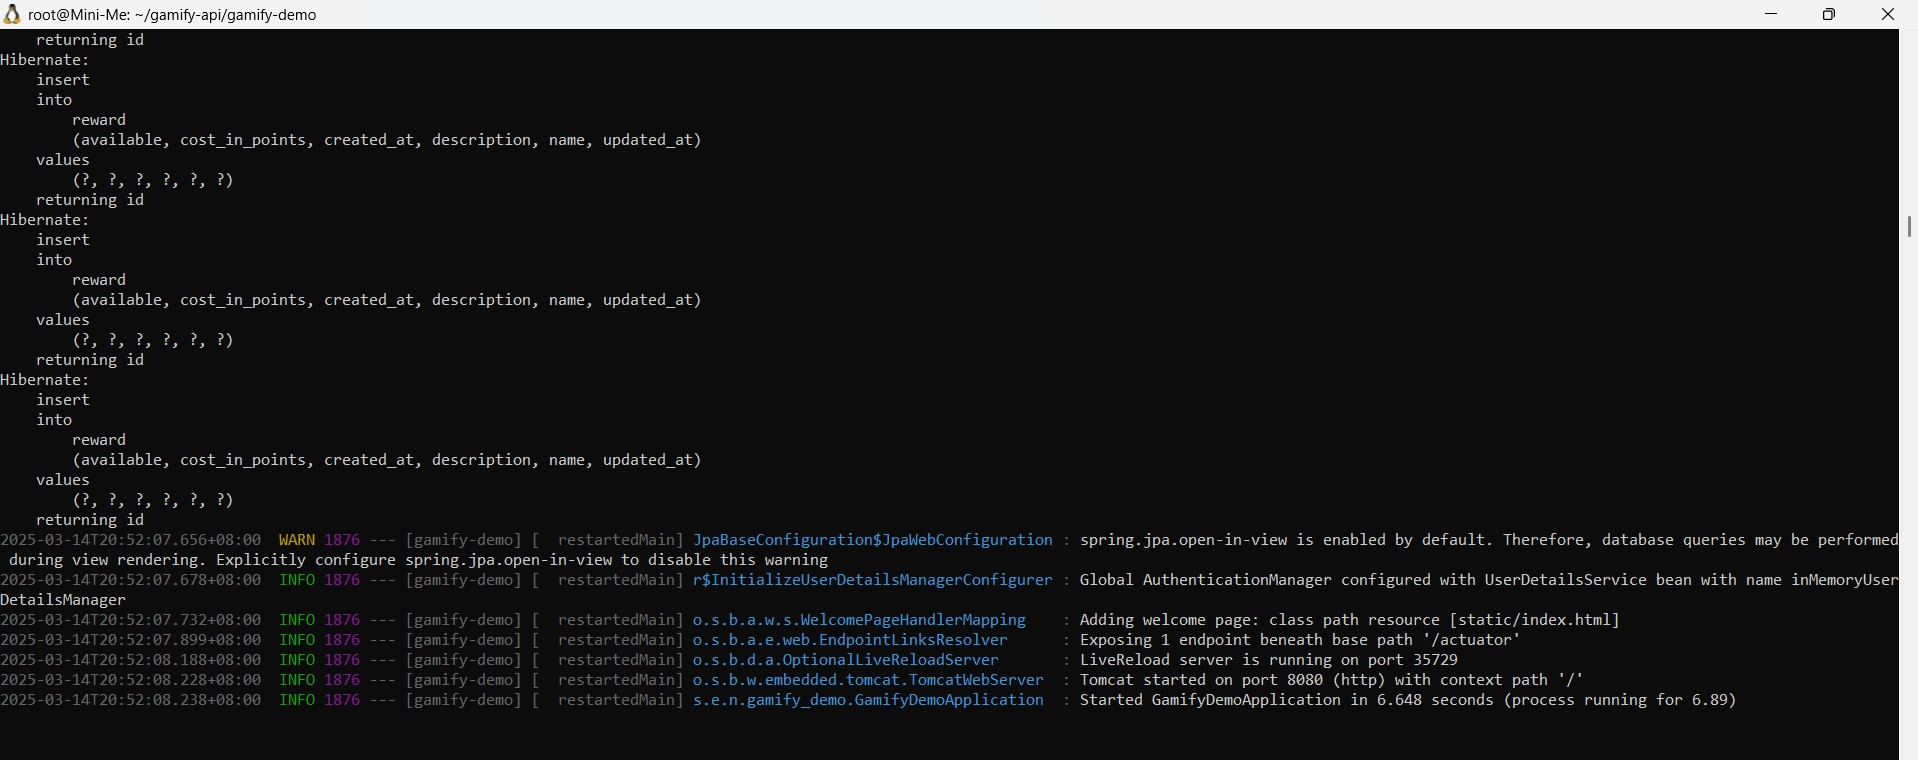 root@Mini-Me: ~/gamify-api/gamify-demo
    returning id
Hibernate:
    insert
    into
        reward
        (available, cost_in_points, created_at, description, name, updated_at)
    values
        (?, ?, ?, ?, ?, ?)
    returning id
Hibernate:
    insert
    into
        reward
        (available, cost_in_points, created_at, description, name, updated_at)
    values
        (?, ?, ?, ?, ?, ?)
    returning id
Hibernate:
    insert
    into
        reward
        (available, cost_in_points, created_at, description, name, updated_at)
    values
        (?, ?, ?, ?, ?, ?)
    returning id
2025-03-14T20:52:07.656+08:00  WARN 1876 --- [gamify-demo] [  restartedMain] JpaBaseConfiguration$JpaWebConfiguration : spring.jpa.open-in-view is enabled by default. Therefore, database queries may be performed
 during view rendering. Explicitly configure spring.jpa.open-in-view to disable this warning
2025-03-14T20:52:07.678+08:00  INFO 1876 --- [gamify-demo] [  restartedMain] r$InitializeUserDetailsManagerConfigurer : Global AuthenticationManager configured with UserDetailsService bean with name inMemoryUser
DetailsManager
2025-03-14T20:52:07.732+08:00  INFO 1876 --- [gamify-demo] [  restartedMain] o.s.b.a.w.s.WelcomePageHandlerMapping    : Adding welcome page: class path resource [static/index.html]
2025-03-14T20:52:07.899+08:00  INFO 1876 --- [gamify-demo] [  restartedMain] o.s.b.a.e.web.EndpointLinksResolver      : Exposing 1 endpoint beneath base path '/actuator'
2025-03-14T20:52:08.188+08:00  INFO 1876 --- [gamify-demo] [  restartedMain] o.s.b.d.a.OptionalLiveReloadServer       : LiveReload server is running on port 35729
2025-03-14T20:52:08.228+08:00  INFO 1876 --- [gamify-demo] [  restartedMain] o.s.b.w.embedded.tomcat.TomcatWebServer  : Tomcat started on port 8080 (http) with context path '/'
2025-03-14T20:52:08.238+08:00  INFO 1876 --- [gamify-demo] [  restartedMain] s.e.n.gamify_demo.GamifyDemoApplication  : Started GamifyDemoApplication in 6.648 seconds (process running for 6.89)